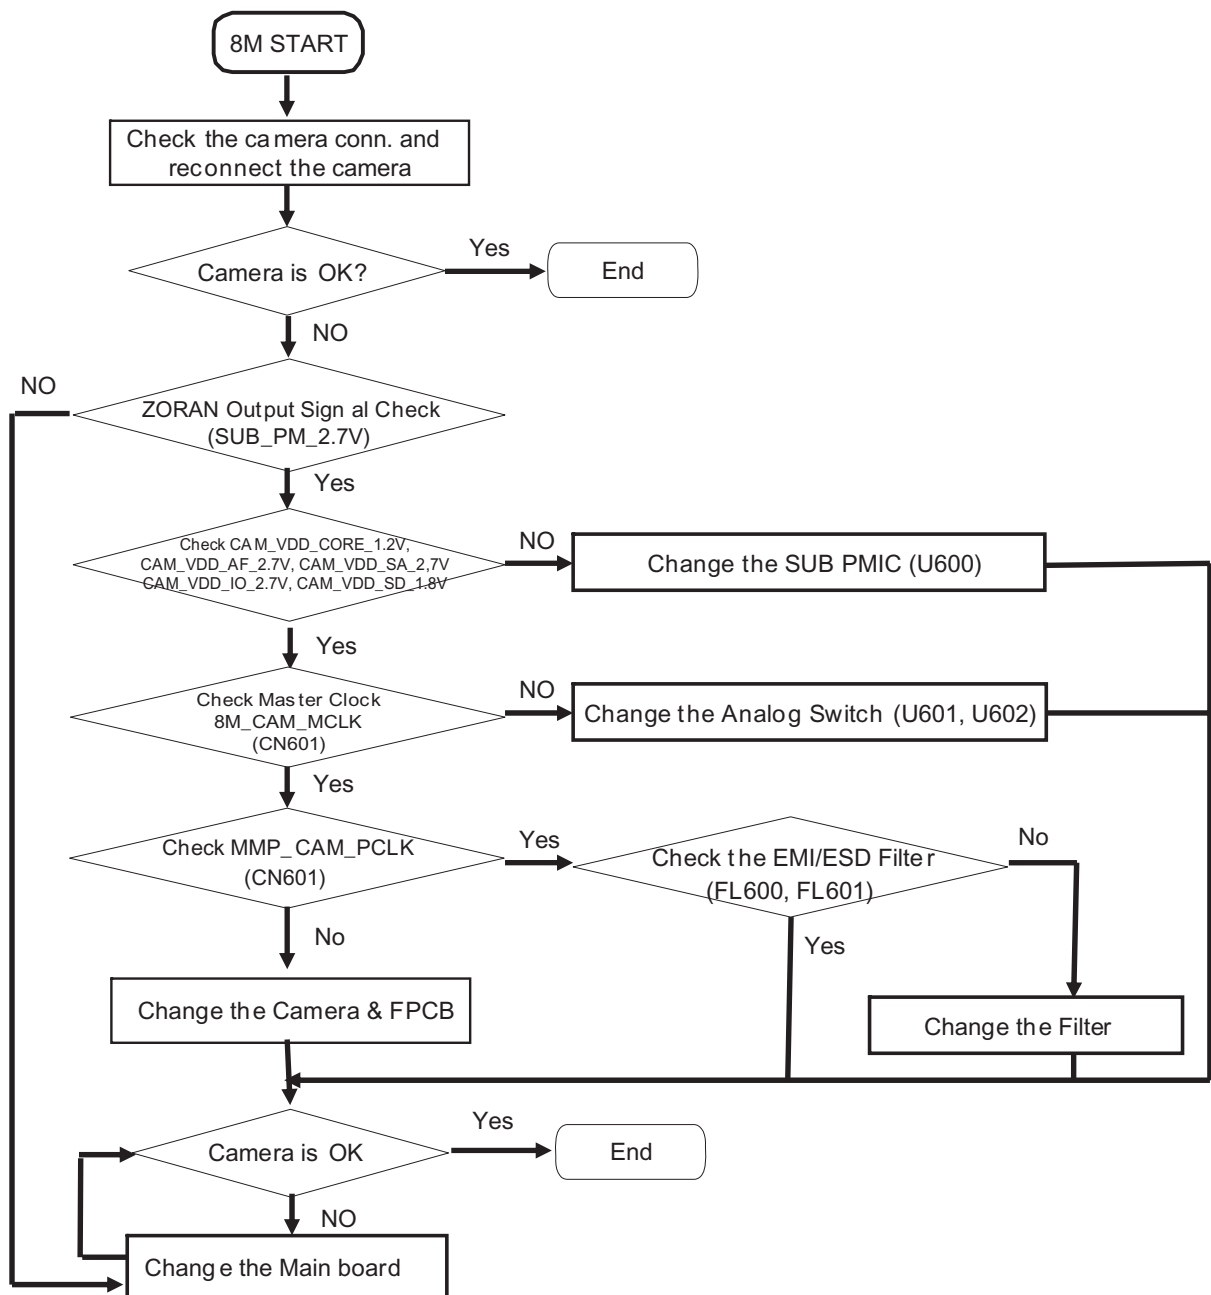 8M START
Check the camera conn. and
reconnect the camera
Yes
Camera is OK?
End
NO
NO
ZORAN Output Signal Check
(SUB_PM_2.7V)
Yes
Check CAM_VDD_CORE_1.2V,
CAM_VDD_AF_2.7V, CAM_VDD_SA_2,7V
CAM_VDD_IO_2.7V, CAM_VDD_SD_1.8V
NO
Change the SUB PMIC (U600)
Yes
Check Master Clock
8M_CAM_MCLK
(CN601)
NO
Change the Analog Switch (U601, U602)
Yes
Check MMP_CAM_PCLK
(CN601)
Yes
Check the EMI/ESD Filter
(FL600, FL601)
No
No
Yes
Change the Camera & FPCB
Change the Filter
Camera is OK
Yes
End
NO
Change the Main board